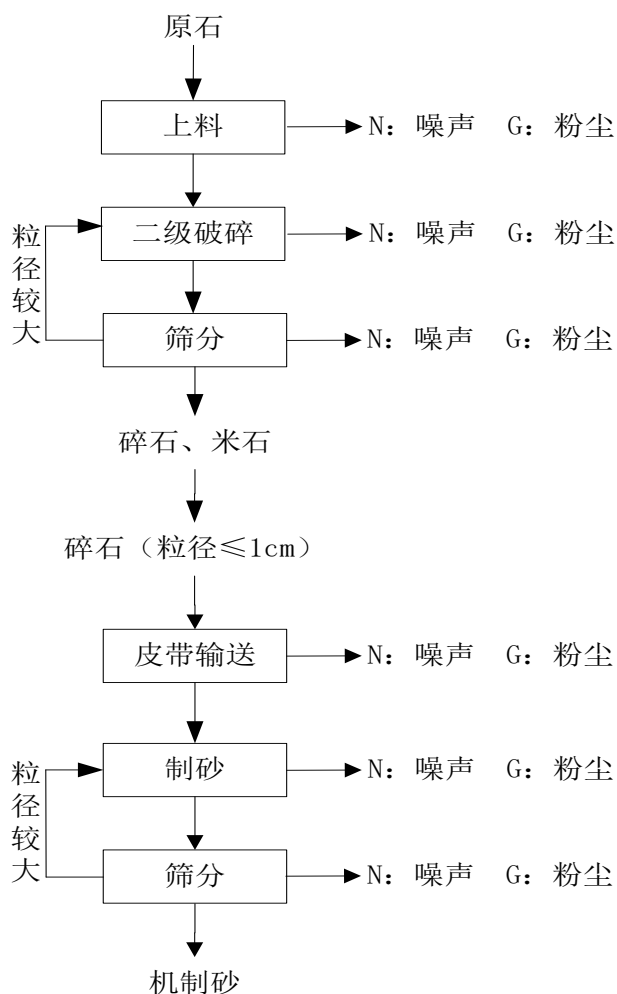 原石
上料
N：噪声 G：粉尘
二级破碎
N：噪声 G：粉尘
粒径较大
筛分
N：噪声 G：粉尘
碎石、米石
碎石（粒径≤1cm）
皮带输送
N：噪声 G：粉尘
制砂
N：噪声 G：粉尘
粒径较大
筛分
N：噪声 G：粉尘
机制砂